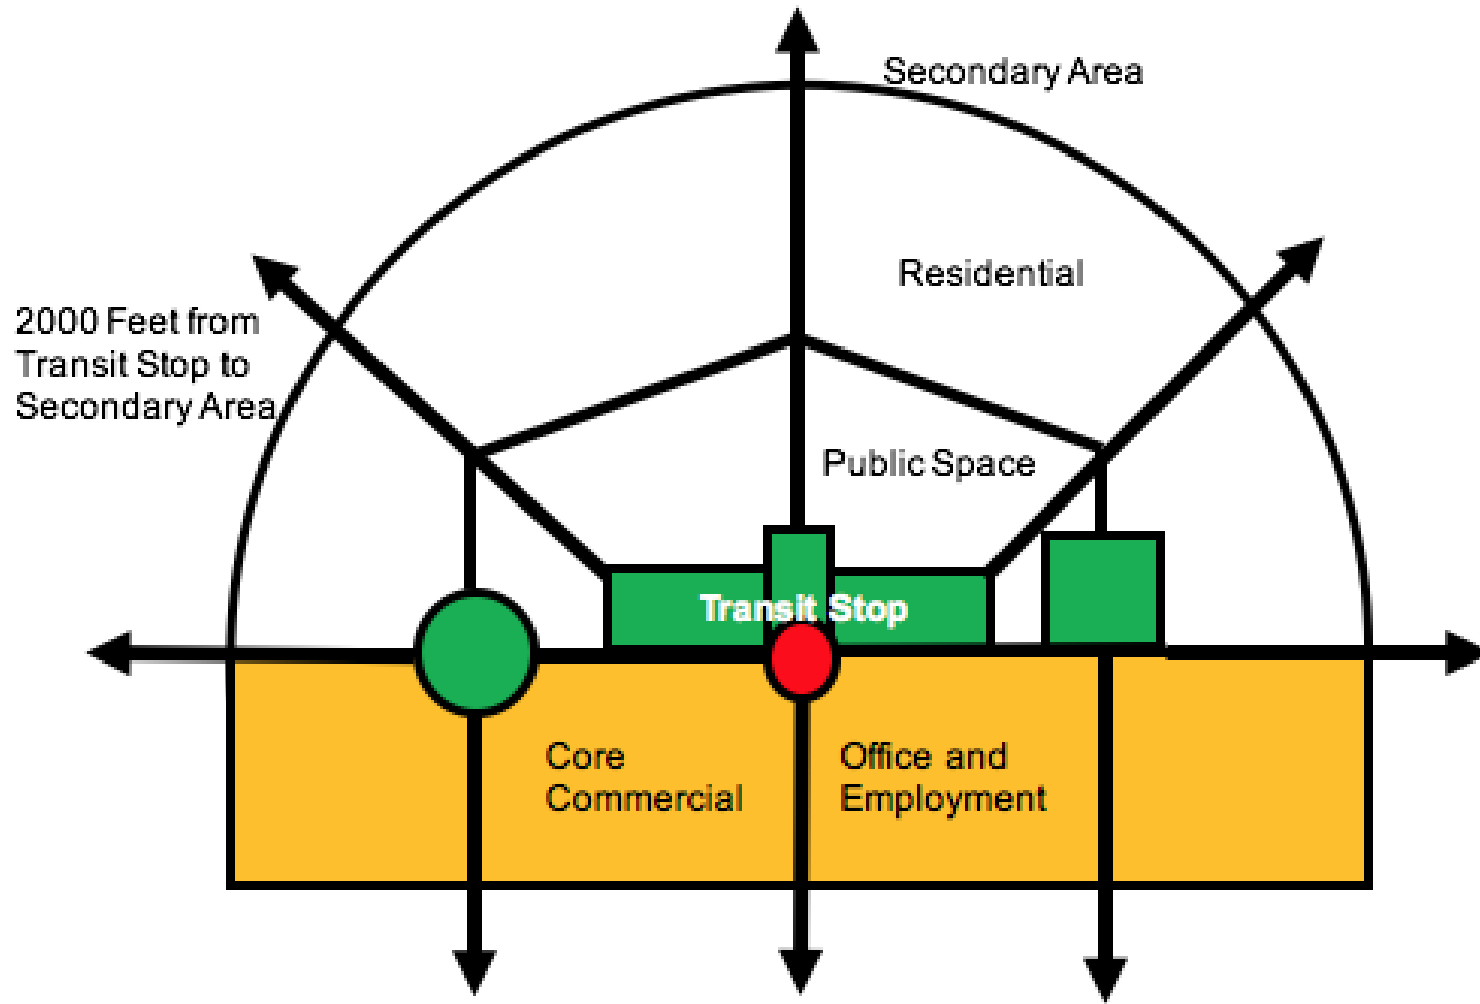 Secondary Area
Residential
2000 Feet from
Transit Stop to
Secondary Area
Public Space
Transit Stop
Core
Commercial
Office and
Employment